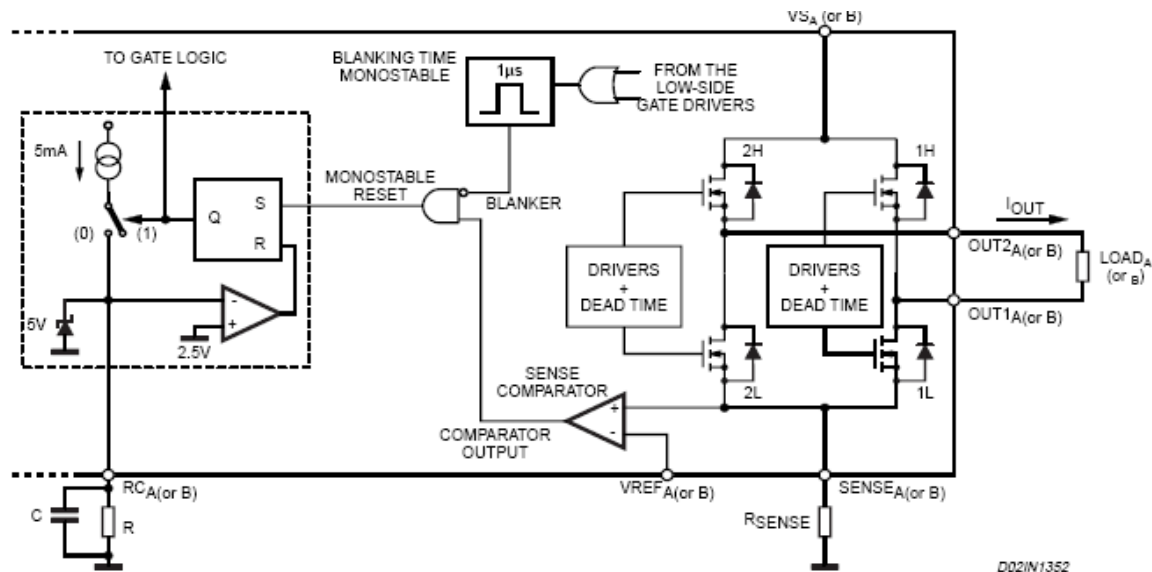 VSA (or B)
TO GATE LOGIC
BLANKING TIME
MONOSTABLE
1µs
FROM THE
LOW-SIDE
GATE DRIVERS
5mA
2H
1H
MONOSTABLE
RESET
BLANKER
IOUT
Q
S
R
(0)
(1)
OUT2A(or B)
LOADA
(or B)
DRIVERS
+
DEAD TIME
DRIVERS
+
DEAD TIME
OUT1A(or B)
5V
-
+
2.5V
SENSE
COMPARATOR
2L
1L
+
-
COMPARATOR
OUTPUT
RCA(or B)
VREFA(or B)
SENSEA(or B)
C
R
RSENSE
D02IN1352